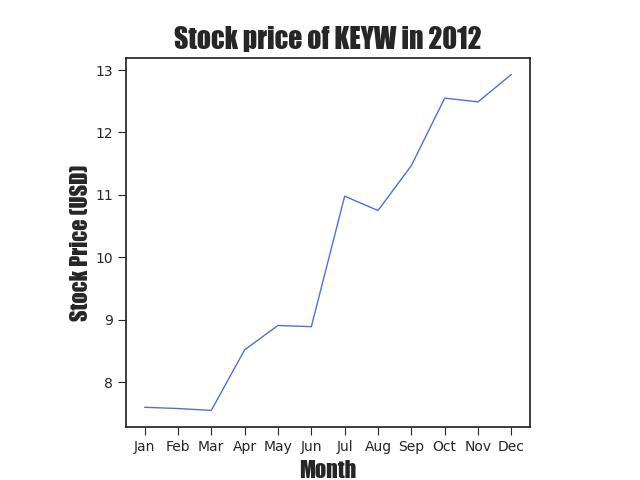 Stock price of KEYW in 2012
Stock Price (USD)
13
12
11
10
9
8
Jan Feb Mar Apr May Jun Jul Aug Sep Oct Nov Dec
Month